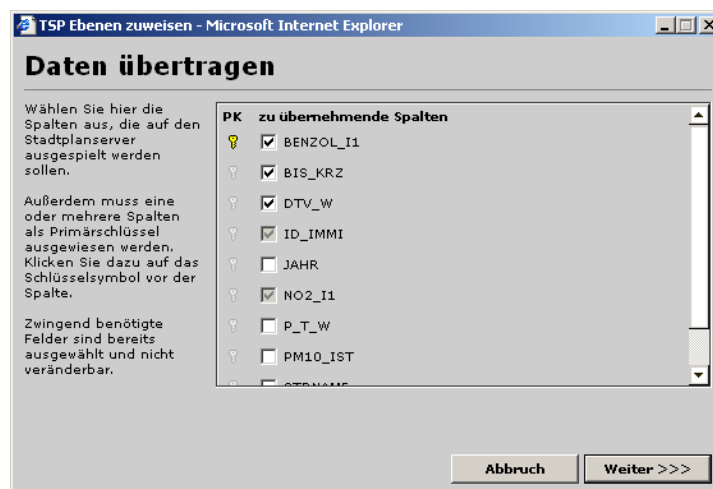 TSP Ebenen zuweisen - Microsoft Internet Explorer
Daten übertragen
Wählen Sie hier die
Spalten aus, die auf den
Stadtplanserver
ausgespielt werden
sollen.
Außerdem muss eine
oder mehrere Spalten
als Primärschlüssel
ausgewiesen werden.
Klicken Sie dazu auf das
Schlüsselsymbol vor der
Spalte.
Zwingend benötigte
Felder sind bereits
ausgewählt und nicht
veränderbar.
PK zu übernehmende Spalten
BENZOL_I1
BIS_KRZ
DTV_W
ID_IMMI
JAHR
NO2_I1
P_T_W
PM10_IST
Abbruch
Weiter >>>